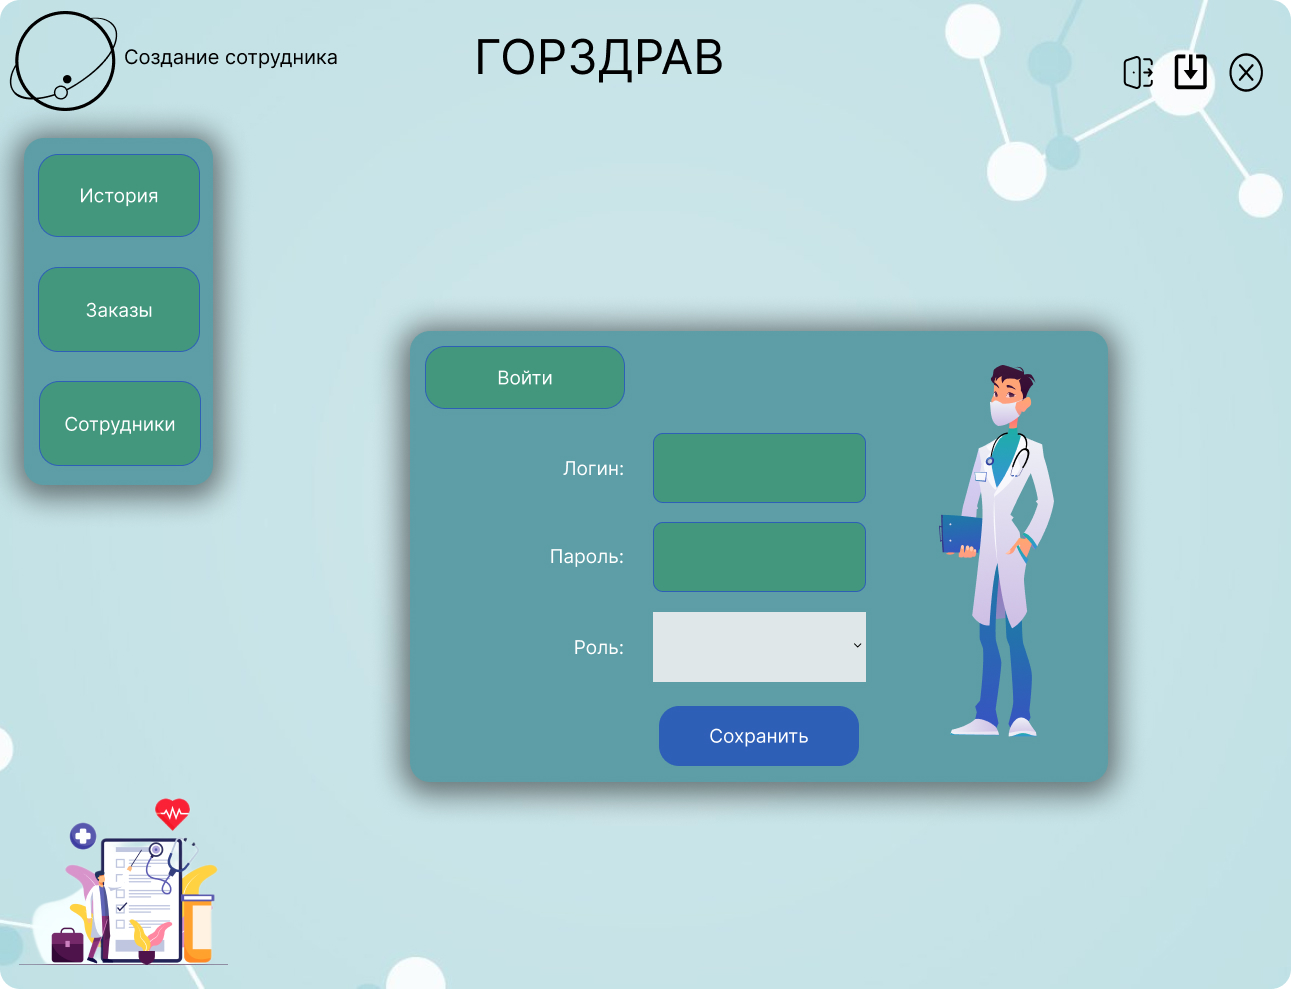 Создание сотрудника
ГОРЗДРАВ
История
Заказы
Сотрудники
Войти
Логин:
Пароль:
Роль:
Сохранить